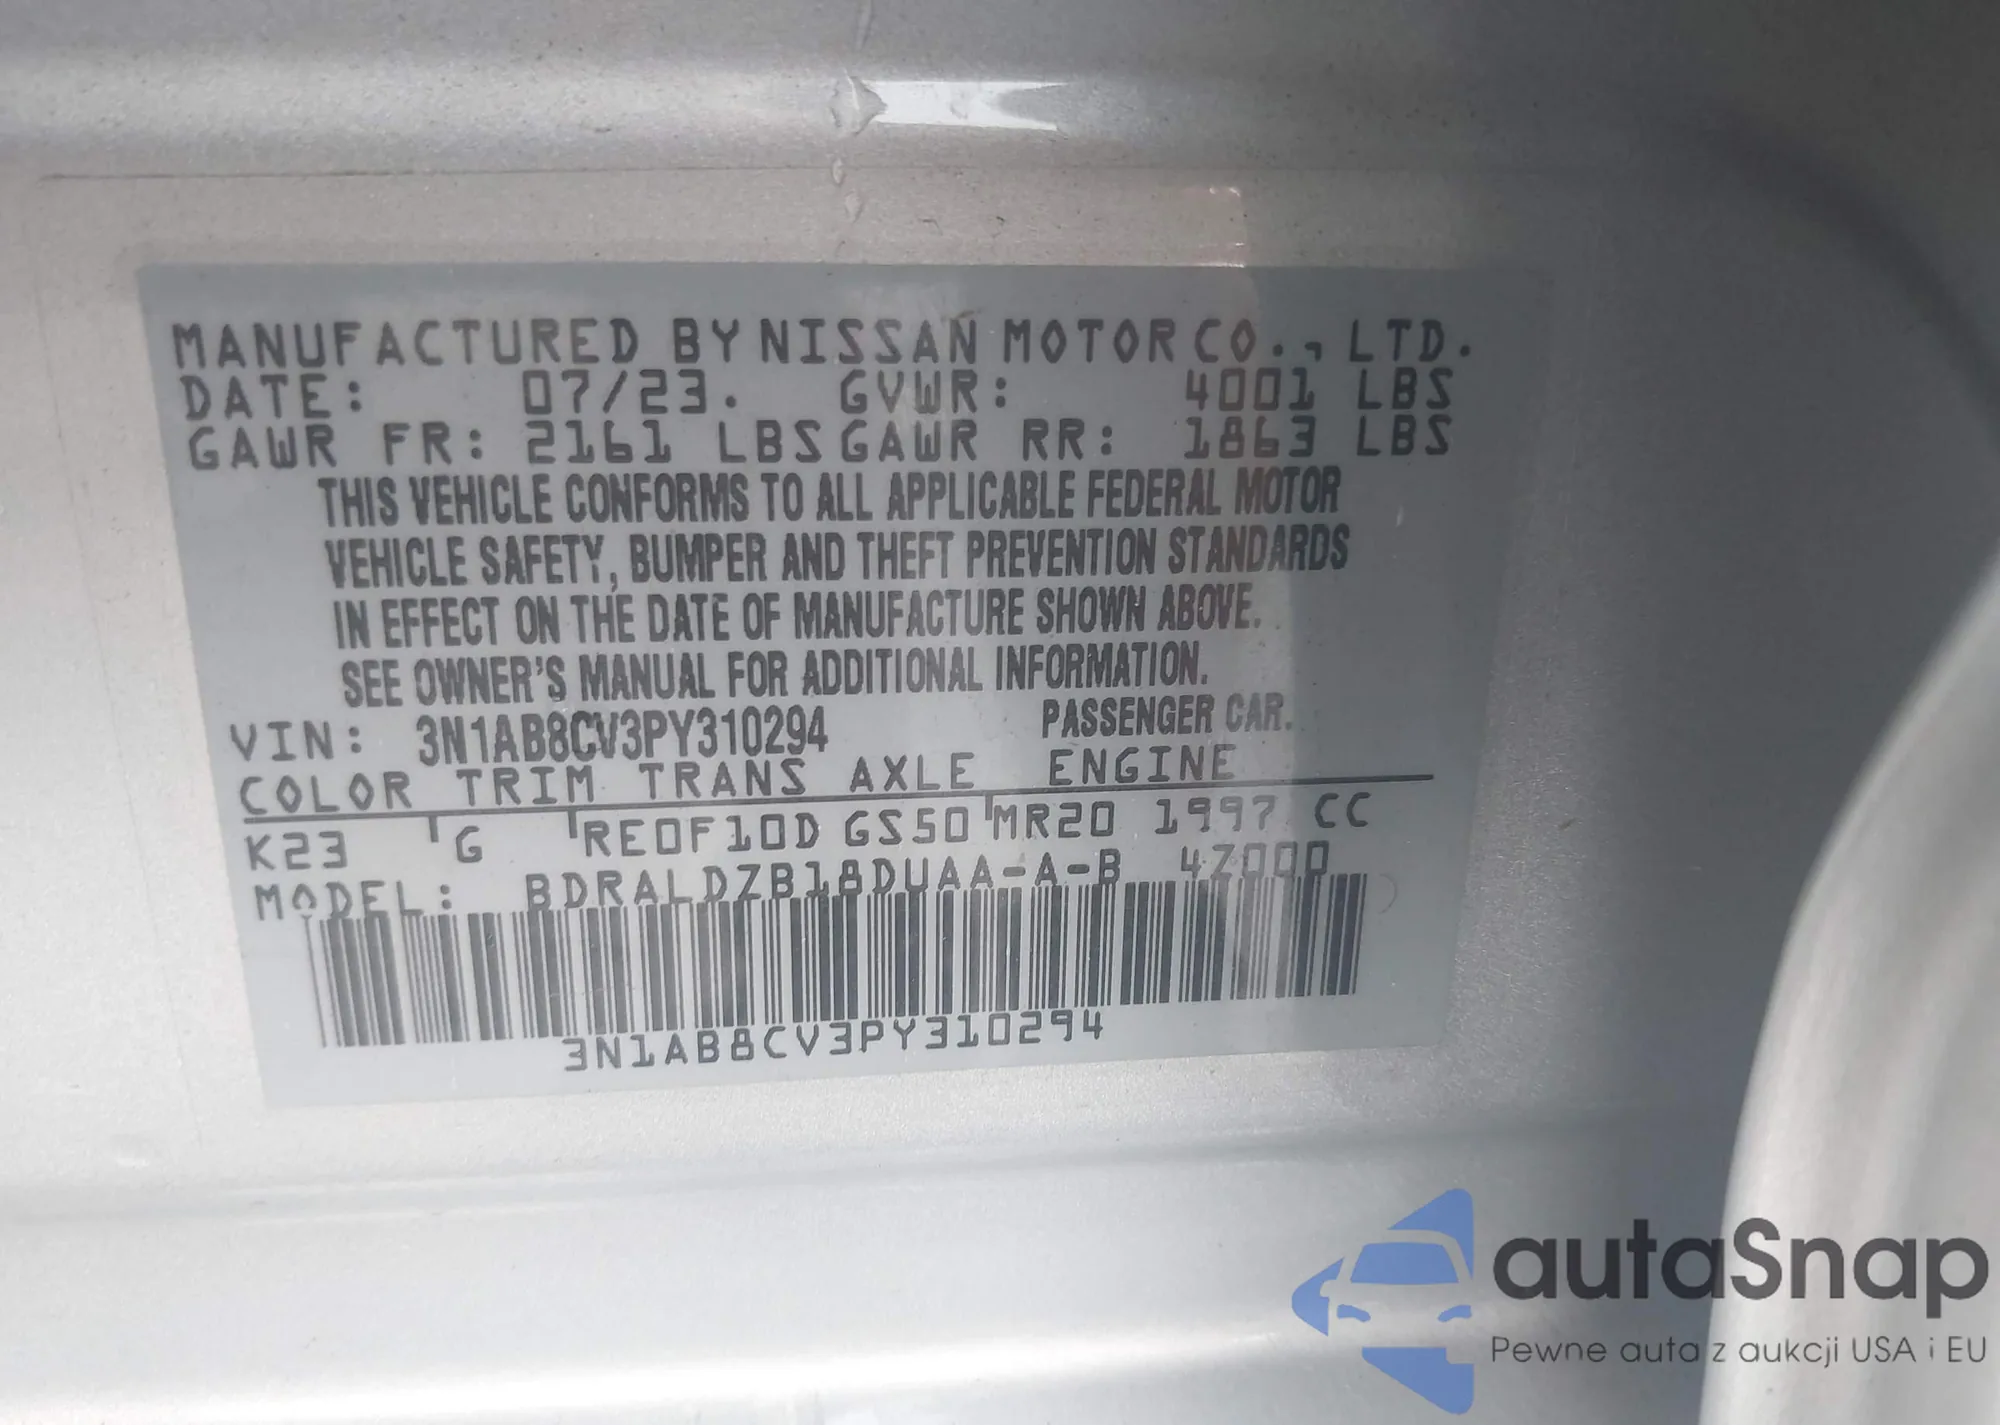 MANUFACTURED BY NISSAN MOTOR CO., LTD.
DATE: 07/23. GVWR: 4001 LBS
GAWR FR: 2161 LBS GAWR RR: 1863 LBS
THIS VEHICLE CONFORMS TO ALL APPLICABLE FEDERAL MOTOR
VEHICLE SAFETY, BUMPER AND THEFT PREVENTION STANDARDS
IN EFFECT ON THE DATE OF MANUFACTURE SHOWN ABOVE.
SEE OWNER'S MANUAL FOR ADDITIONAL INFORMATION.
VIN: 3N1AB8CV3PY310294 PASSENGER CAR.
COLOR TRIM TRANS AXLE ENGINE
K23 G RE0F10D GS50 MR20 1997 CC
MODEL: BDRALDZB18DUAA-A-B 4Z000
3N1AB8CV3PY310294
autaSnap
Pewne auta z aukcji USA i EU